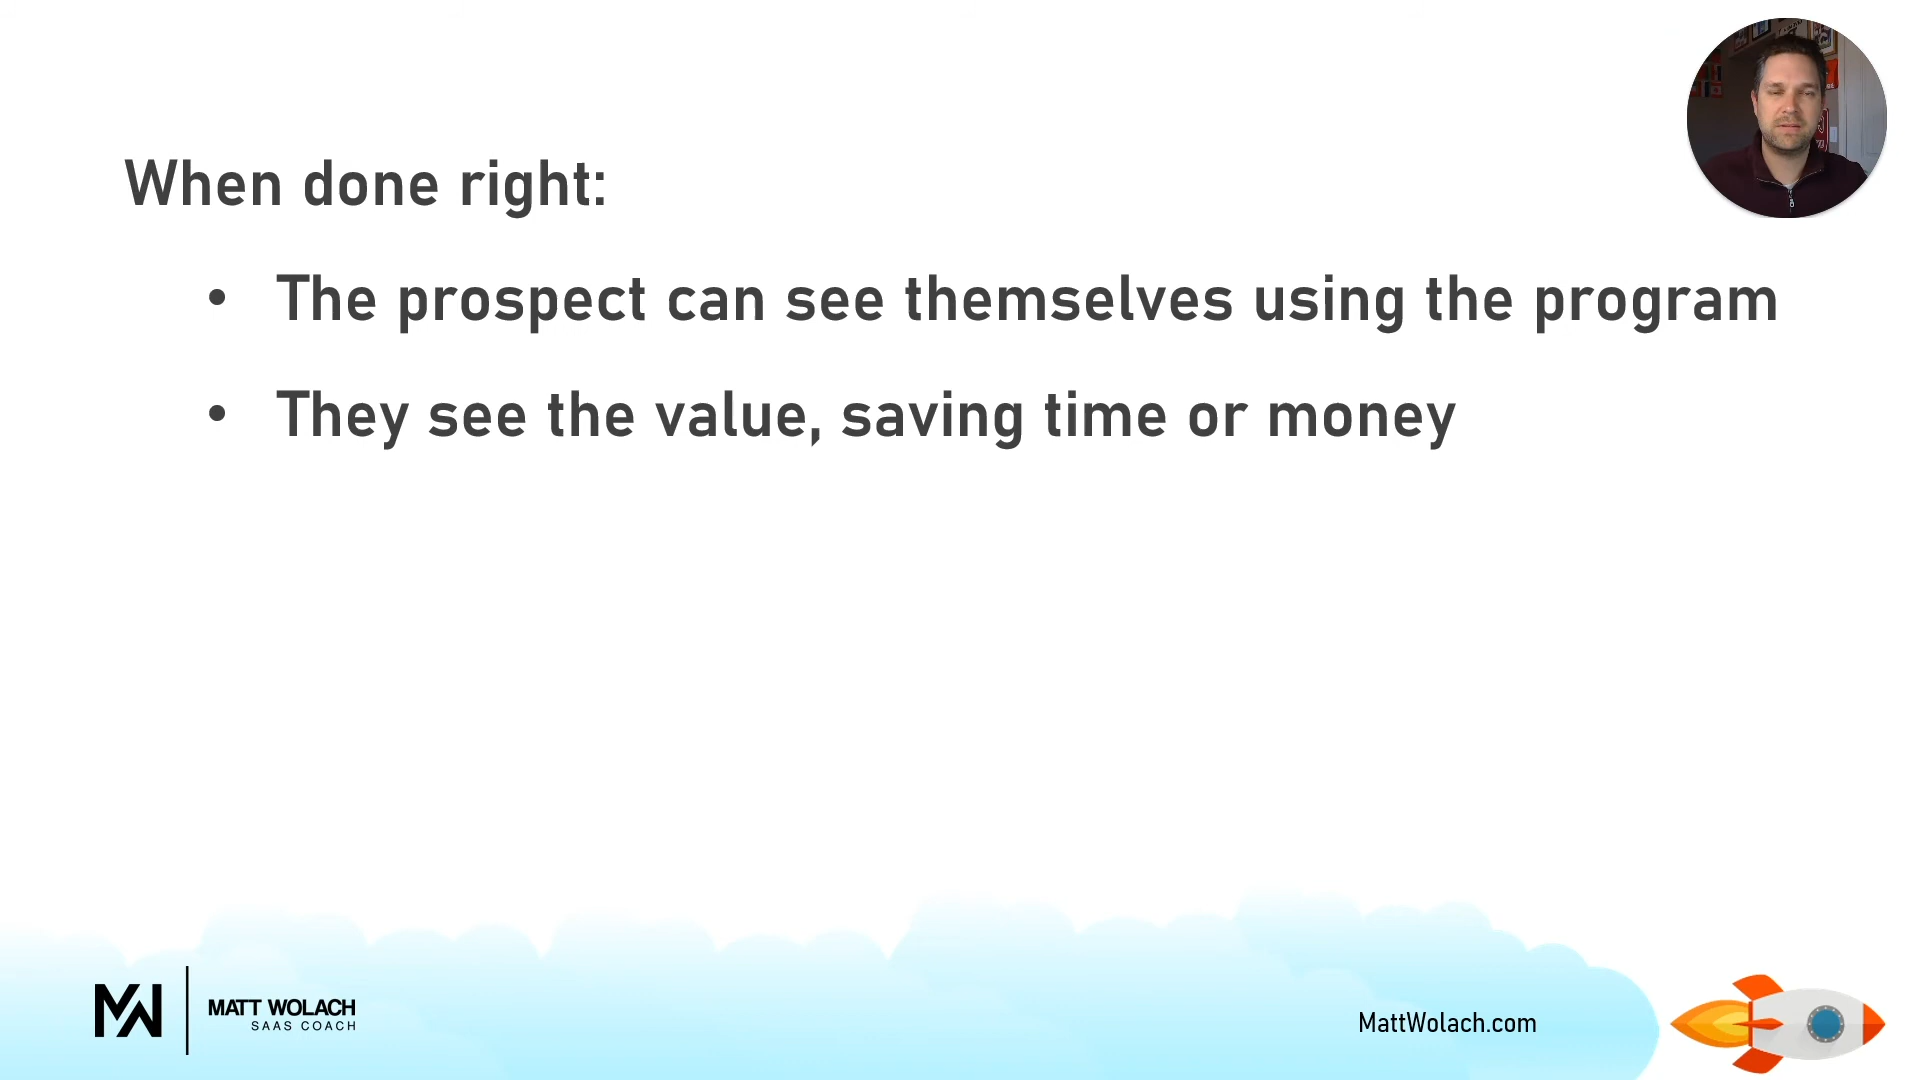 When done right:
• The prospect can see themselves using the program
• They see the value, saving time or money
MW
MATT WOLACH
SAAS COACH
MattWolach.com